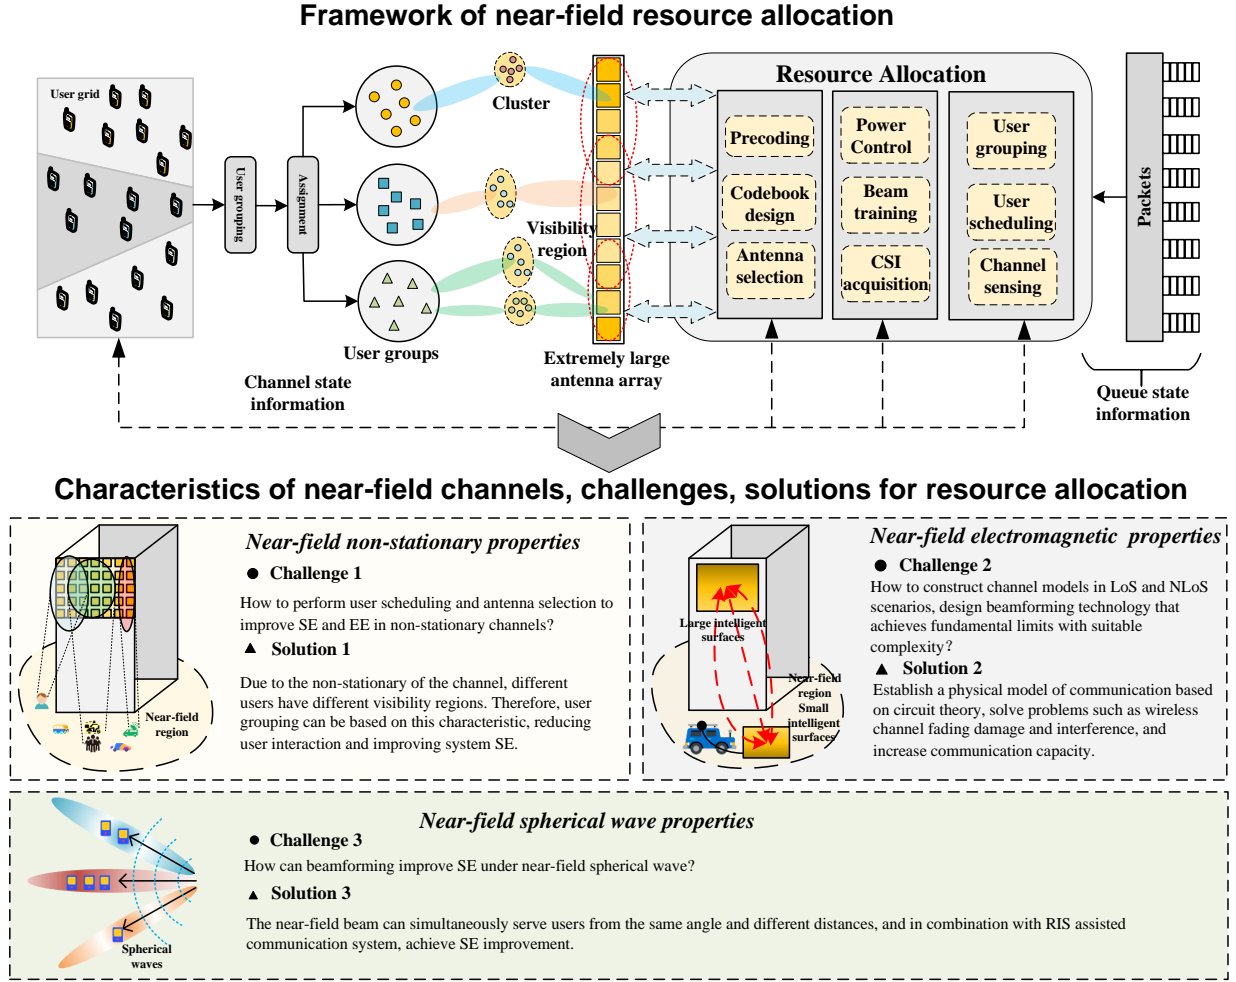 Framework of near-field resource allocation
User grid
User grouping
Assignment
Cluster
Visibility
region
User groups
Extremely large
antenna array
Channel state
information
Resource Allocation
Precoding
Codebook
design
Antenna
selection
Power
Control
Beam
training
CSI
acquisition
User
grouping
User
scheduling
Channel
sensing
Packets
Queue state
information
Characteristics of near-field channels, challenges, solutions for resource allocation
Near-field non-stationary properties
Challenge 1
How to perform user scheduling and antenna selection to
improve SE and EE in non-stationary channels?
Solution 1
Due to the non-stationary of the channel, different
users have different visibility regions. Therefore, user
grouping can be based on this characteristic, reducing
user interaction and improving system SE.
Near-field
region
Near-field electromagnetic properties
Challenge 2
How to construct channel models in LoS and NLoS
scenarios, design beamforming technology that
achieves fundamental limits with suitable
complexity?
Solution 2
Establish a physical model of communication based
on circuit theory, solve problems such as wireless
channel fading damage and interference, and
increase communication capacity.
Large intelligent
surfaces
Near-field
region
Small
intelligent
surfaces
Near-field spherical wave properties
Challenge 3
How can beamforming improve SE under near-field spherical wave?
Solution 3
The near-field beam can simultaneously serve users from the same angle and different distances, and in combination with RIS assisted
communication system, achieve SE improvement.
Spherical
waves